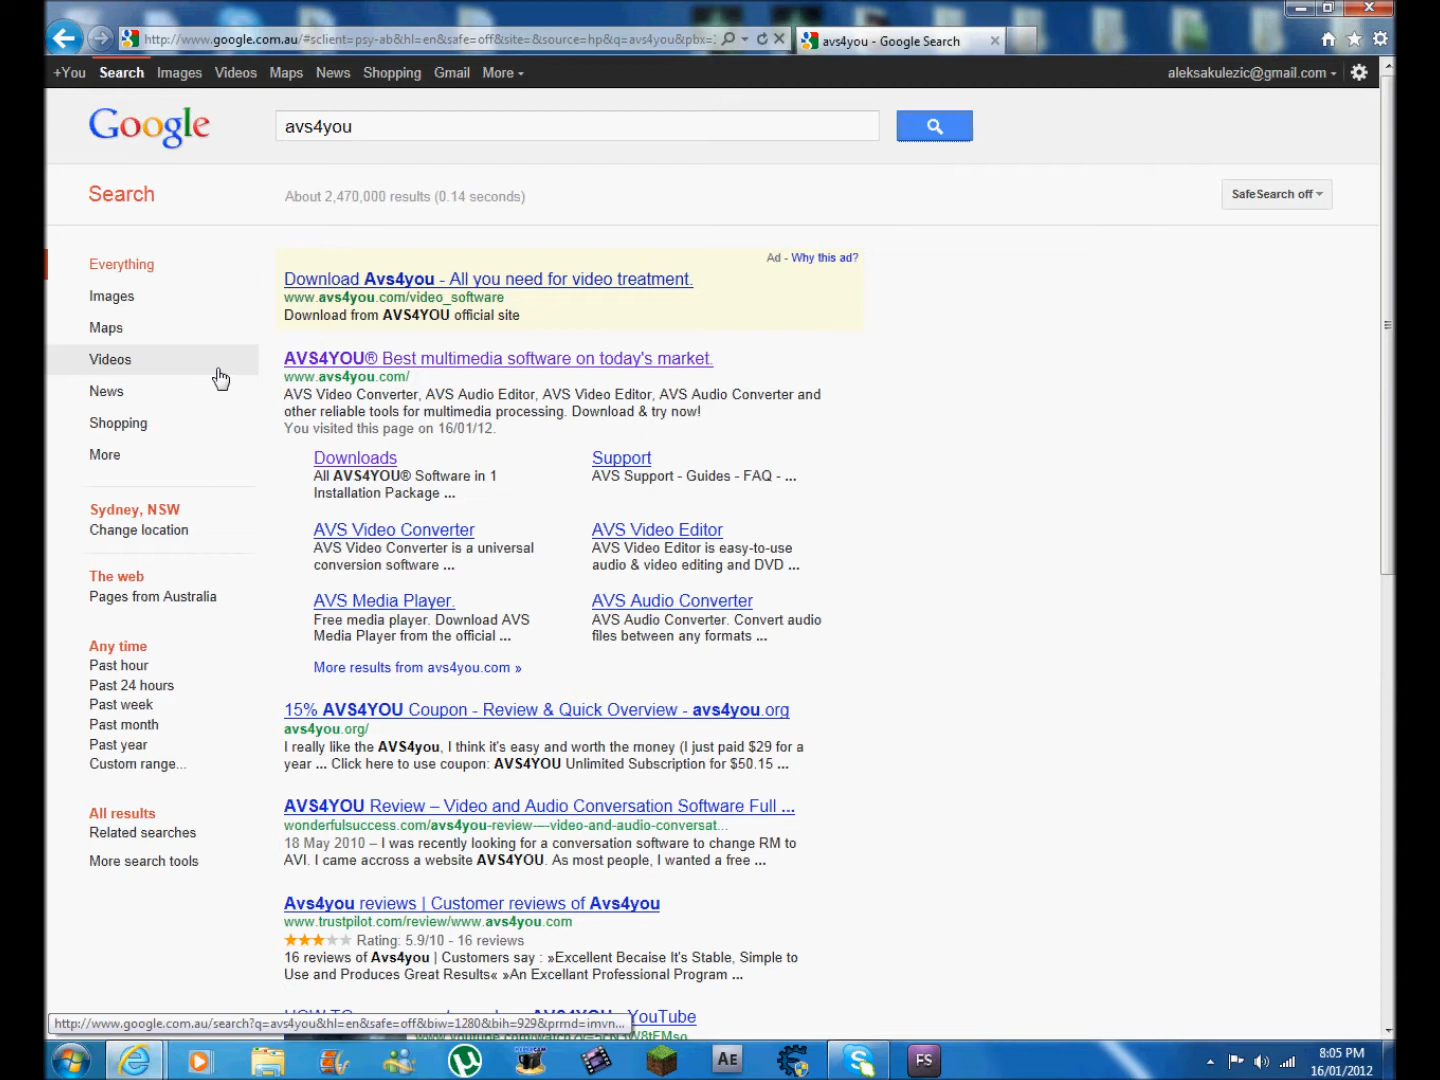 http://www.google.com.au/#sclient=psy-ab&hl=en&safe=off&site=&source=hp&q=avs4you&pbx=
avs4you - Google Search
+You Search Images Videos Maps News Shopping Gmail More
aleksakulezic@gmail.com
Google
avs4you
Search
About 2,470,000 results (0.14 seconds)
SafeSearch off
Everything
Images
Maps
Videos
News
Shopping
More
Sydney, NSW
Change location
The web
Pages from Australia
Any time
Past hour
Past 24 hours
Past week
Past month
Past year
Custom range...
All results
Related searches
More search tools
Ad - Why this ad?
Download Avs4you - All you need for video treatment.
www.avs4you.com/video_software
Download from AVS4YOU official site
AVS4YOU® Best multimedia software on today's market.
www.avs4you.com/
AVS Video Converter, AVS Audio Editor, AVS Video Editor, AVS Audio Converter and
other reliable tools for multimedia processing. Download & try now!
You visited this page on 16/01/12.
Downloads
All AVS4YOU® Software in 1
Installation Package ...
Support
AVS Support - Guides - FAQ - ...
AVS Video Converter
AVS Video Converter is a universal
conversion software ...
AVS Video Editor
AVS Video Editor is easy-to-use
audio & video editing and DVD ...
AVS Media Player.
Free media player. Download AVS
Media Player from the official ...
AVS Audio Converter
AVS Audio Converter. Convert audio
files between any formats ...
More results from avs4you.com »
15% AVS4YOU Coupon - Review & Quick Overview - avs4you.org
avs4you.org/
I really like the AVS4you, I think it's easy and worth the money (I just paid $29 for a
year ... Click here to use coupon: AVS4YOU Unlimited Subscription for $50.15 ...
AVS4YOU Review – Video and Audio Conversation Software Full ...
wonderfulsuccess.com/avs4you-review-–-video-and-audio-conversat...
18 May 2010 – I was recently looking for a conversation software to change RM to
AVI. I came accross a website AVS4YOU. As most people, I wanted a free ...
Avs4you reviews | Customer reviews of Avs4you
www.trustpilot.com/review/www.avs4you.com
Rating: 5.9/10 - 16 reviews
16 reviews of Avs4you | Customers say : »Excellent Becaise It's Stable, Simple to
Use and Produces Great Results« »An Excellant Professional Program ...
YouTube
http://www.google.com.au/search?q=avs4you&hl=en&safe=off&biw=1280&bih=929&prmd=imvn...
AE
FS
8:05 PM
16/01/2012